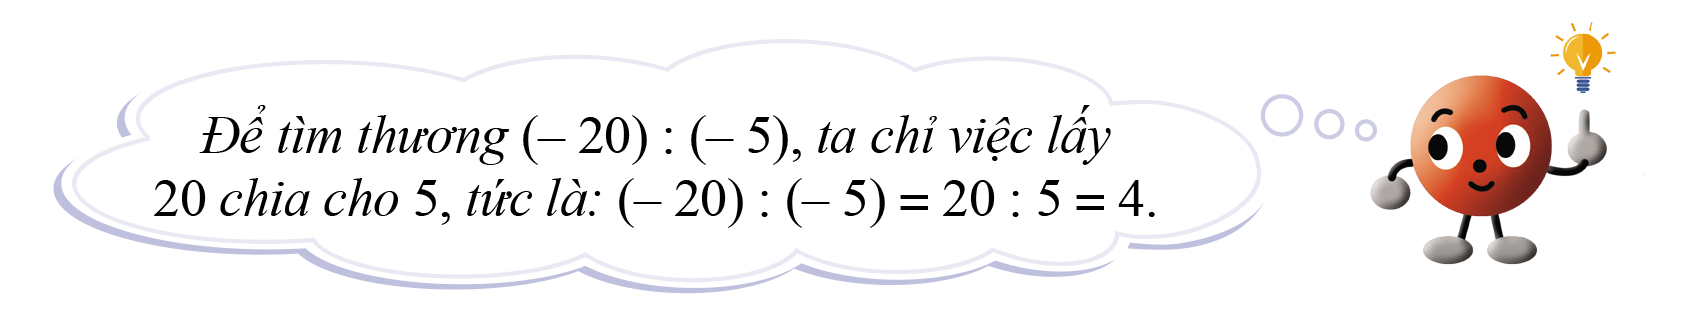 Để tìm thương (– 20) : (– 5), ta chỉ việc lấy
20 chia cho 5, tức là: (– 20) : (– 5) = 20 : 5 = 4.